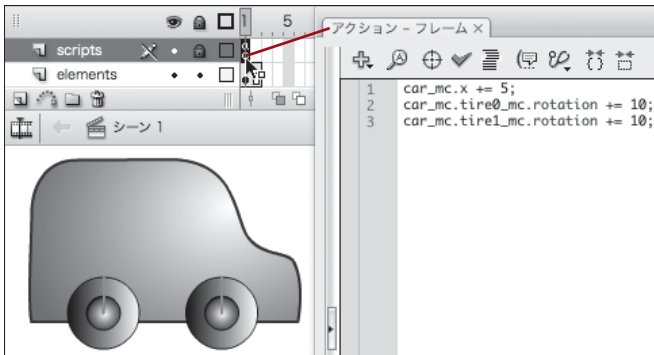 1 5
scripts
elements
シーン 1
アクション - フレーム ×
1 car_mc.x += 5;
2 car_mc.tire0_mc.rotation += 10;
3 car_mc.tire1_mc.rotation += 10;